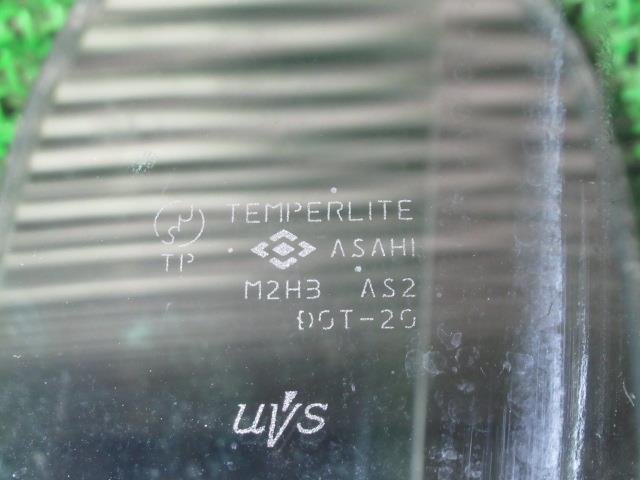 TEMPERLITE
TP
ASAHI
M2H3 AS2
DOT-20
uVs